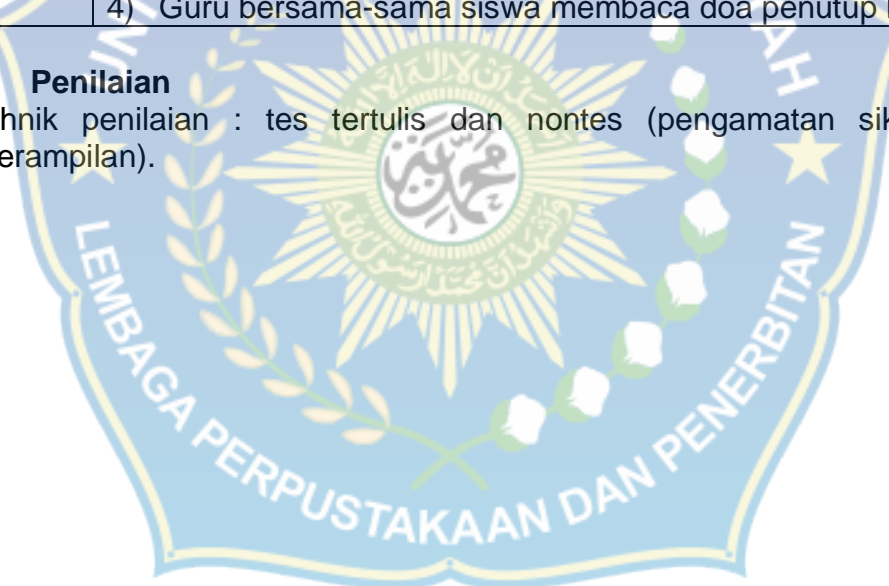 4) Guru bersama-sama siswa membaca doa penutup
Penilaian
hnik penilaian : tes tertulis dan nontes (pengamatan sik
erampilan).
محمد
LEMBAGA PERPUSTAKAAN DAN PENERBITAN